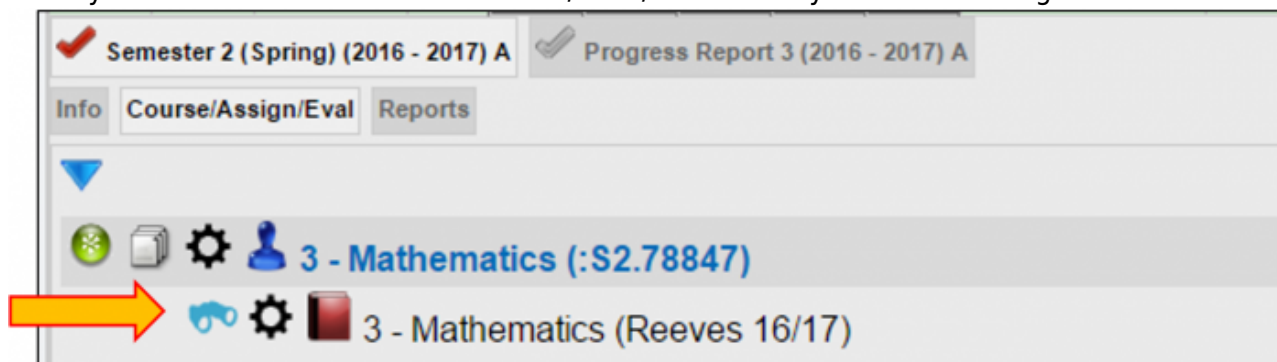 Semester 2 (Spring) (2016 - 2017) A Progress Report 3 (2016 - 2017) A
Info Course/Assign/Eval Reports
3 - Mathematics (:S2.78847)
3 - Mathematics (Reeves 16/17)